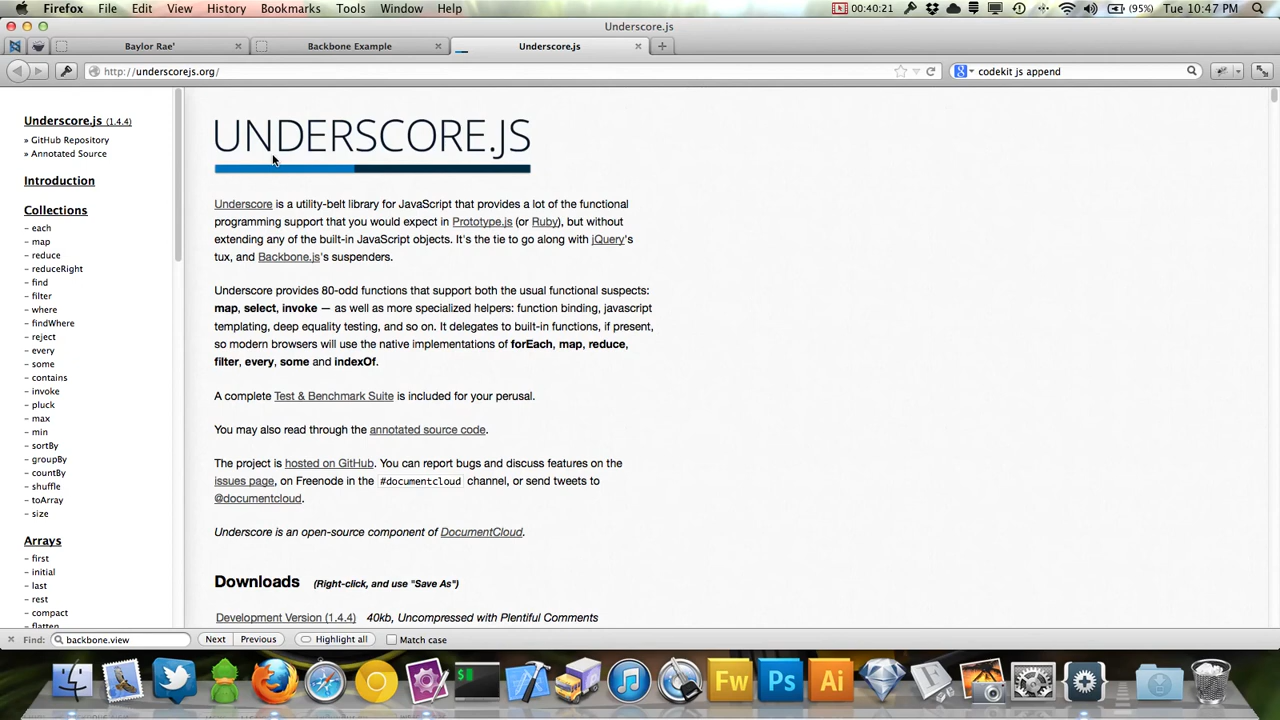 Firefox File Edit View History Bookmarks Tools Window Help 00:40:21 (95%) Tue 10:47 PM
Underscore.js
Baylor Rae' Backbone Example Underscore.js
http://underscorejs.org/ codekit js append
Underscore.js (1.4.4)
» GitHub Repository
» Annotated Source
Introduction
Collections
- each
- map
- reduce
- reduceRight
- find
- filter
- where
- findWhere
- reject
- every
- some
- contains
- invoke
- pluck
- max
- min
- sortBy
- groupBy
- countBy
- shuffle
- toArray
- size
Arrays
- first
- initial
- last
- rest
- compact
- flatten
UNDERSCORE.JS
Underscore is a utility-belt library for JavaScript that provides a lot of the functional
programming support that you would expect in Prototype.js (or Ruby), but without
extending any of the built-in JavaScript objects. It's the tie to go along with jQuery's
tux, and Backbone.js's suspenders.
Underscore provides 80-odd functions that support both the usual functional suspects:
map, select, invoke — as well as more specialized helpers: function binding, javascript
templating, deep equality testing, and so on. It delegates to built-in functions, if present,
so modern browsers will use the native implementations of forEach, map, reduce,
filter, every, some and indexOf.
A complete Test & Benchmark Suite is included for your perusal.
You may also read through the annotated source code.
The project is hosted on GitHub. You can report bugs and discuss features on the
issues page, on Freenode in the #documentcloud channel, or send tweets to
@documentcloud.
Underscore is an open-source component of DocumentCloud.
Downloads (Right-click, and use "Save As")
Development Version (1.4.4) 40kb, Uncompressed with Plentiful Comments
Find: backbone.view Next Previous Highlight all Match case
$ Fw Ps Ai